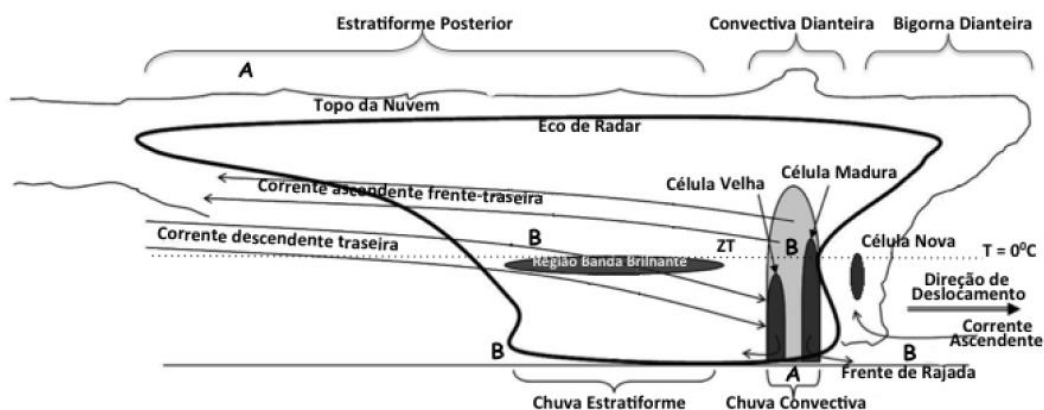 Estratiforme Posterior
Convectiva Dianteira
Bigorna Dianteira
A
Topo da Nuvem
Eco de Radar
Célula Velha
Célula Madura
Corrente ascendente frente-traseira
Corrente descendente traseira
B
ZT
B
Célula Nova
T = 0⁰C
Região Banda Brilhante
Direção de
Deslocamento
Corrente
Ascendente
B
B
A
Frente de Rajada
Chuva Estratiforme
Chuva Convectiva